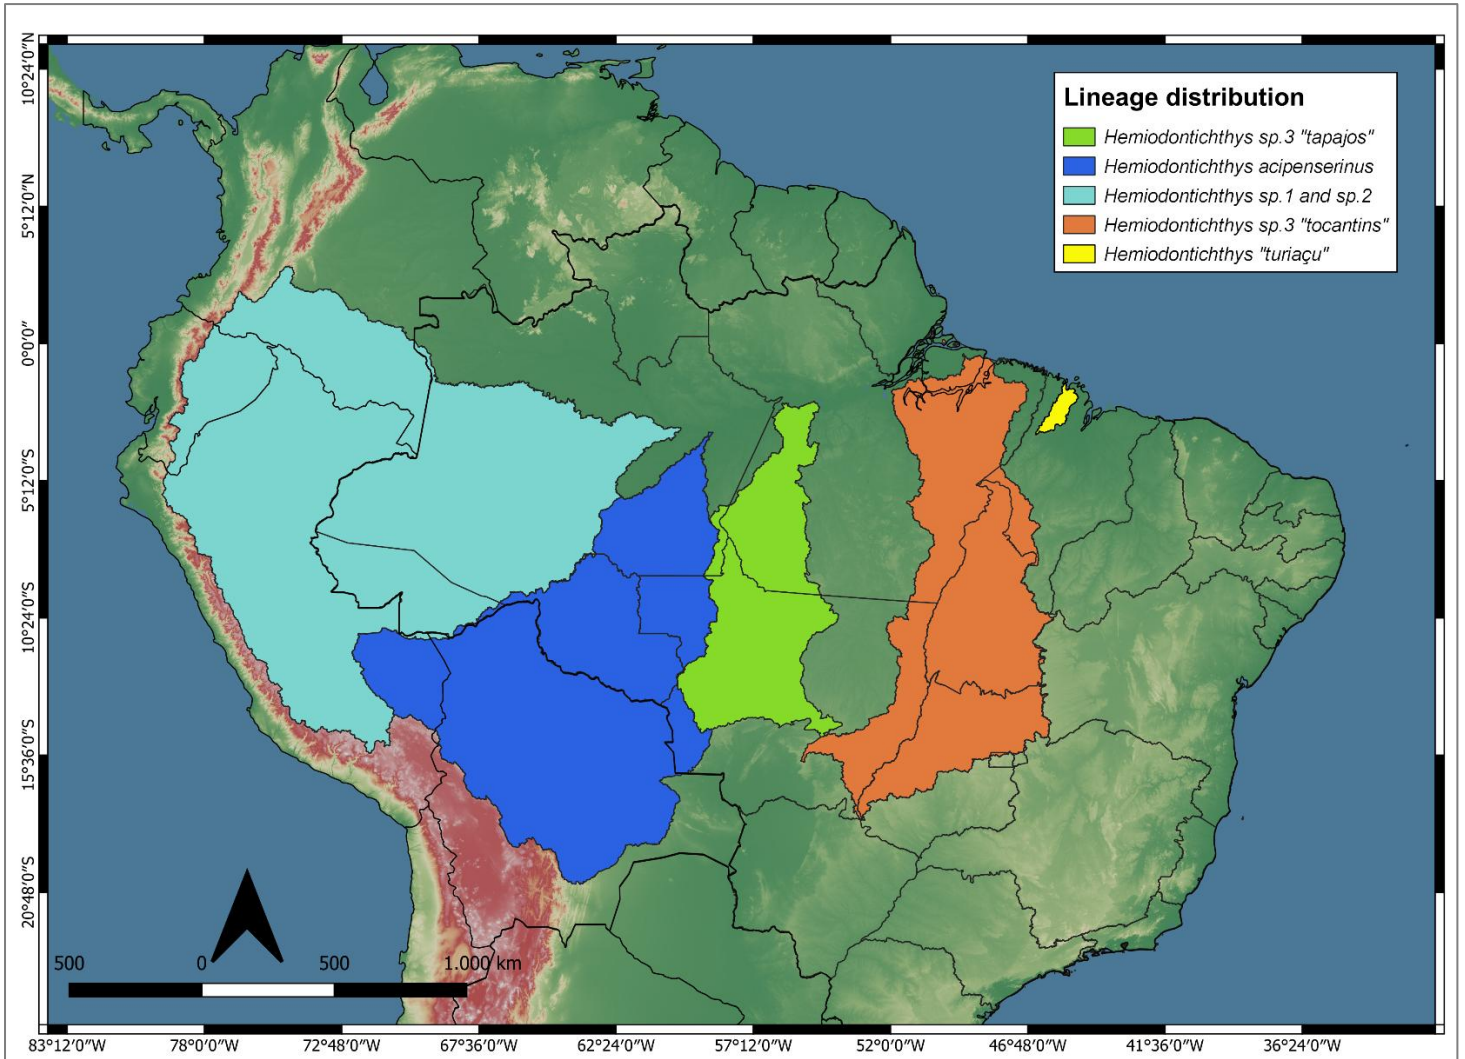 Lineage distribution
Hemiodontichthys sp.3 "tapajos"
Hemiodontichthys acipenserinus
Hemiodontichthys sp.1 and sp.2
Hemiodontichthys sp.3 "tocantins"
Hemiodontichthys "turiaçu"
10°24′0″N
5°12′0″N
0°0′0″
5°12′0″S
10°24′0″S
15°36′0″S
20°48′0″S
500 0 500 1.000 km
83°12′0″W 78°0′0″W 72°48′0″W 67°36′0″W 62°24′0″W 57°12′0″W 52°0′0″W 46°48′0″W 41°36′0″W 36°24′0″W